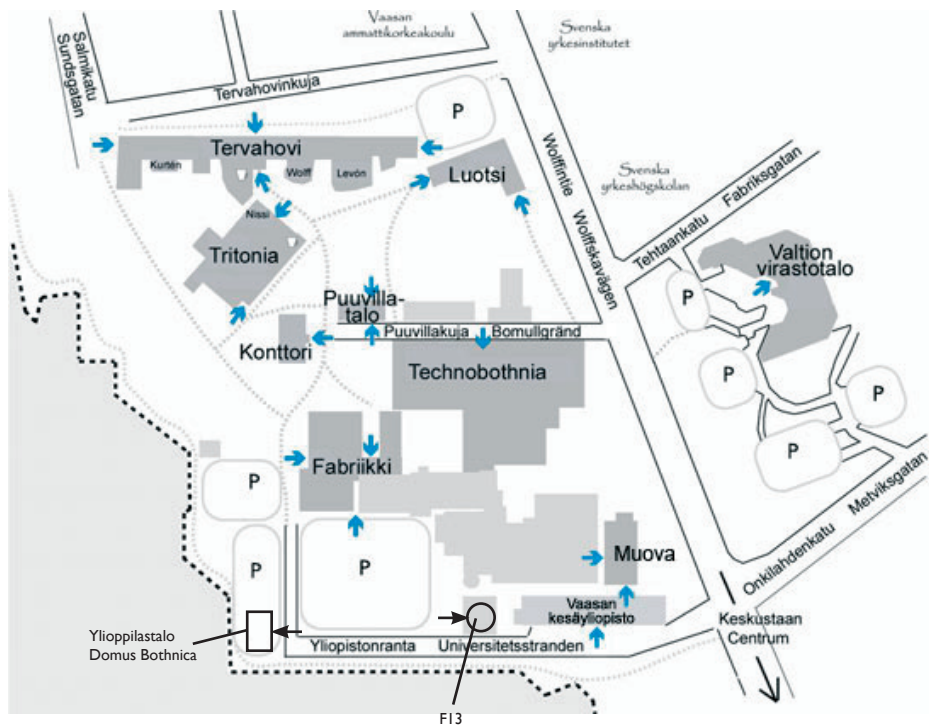 Vaasan
ammattikorkeakoulu
Svenska
yrkesinstitutet
Salmikatu
Sundsgatan
Tervahovinkuja
P
Tervahovi
Kurtén
Wolff
Levón
Luotsi
Wolffintie
Wolffskavägen
Svenska
yrkeshögskolan
Tehtaankatu Fabriksgatan
Nissi
Tritonia
Valtion
virastotalo
P
Puuvilla-
talo
Puuvillakuja Bomullgränd
Konttori
Technobothnia
P
P
P
Fabriikki
P
P
P
Onkilahdenkatu Metviksgatan
Muova
Vaasan
kesäyliopisto
Keskustaan
Centrum
Ylioppilastalo
Domus Bothnica
Yliopistonranta Universitetsstranden
F13